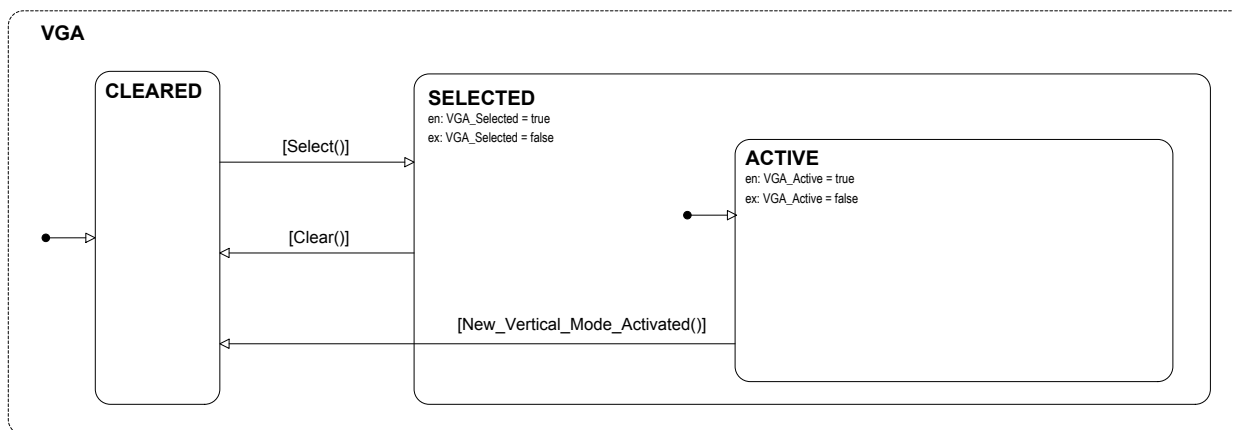 VGA
CLEARED
SELECTED
en: VGA_Selected = true
ex: VGA_Selected = false
[Select()]
ACTIVE
en: VGA_Active = true
ex: VGA_Active = false
[Clear()]
[New_Vertical_Mode_Activated()]